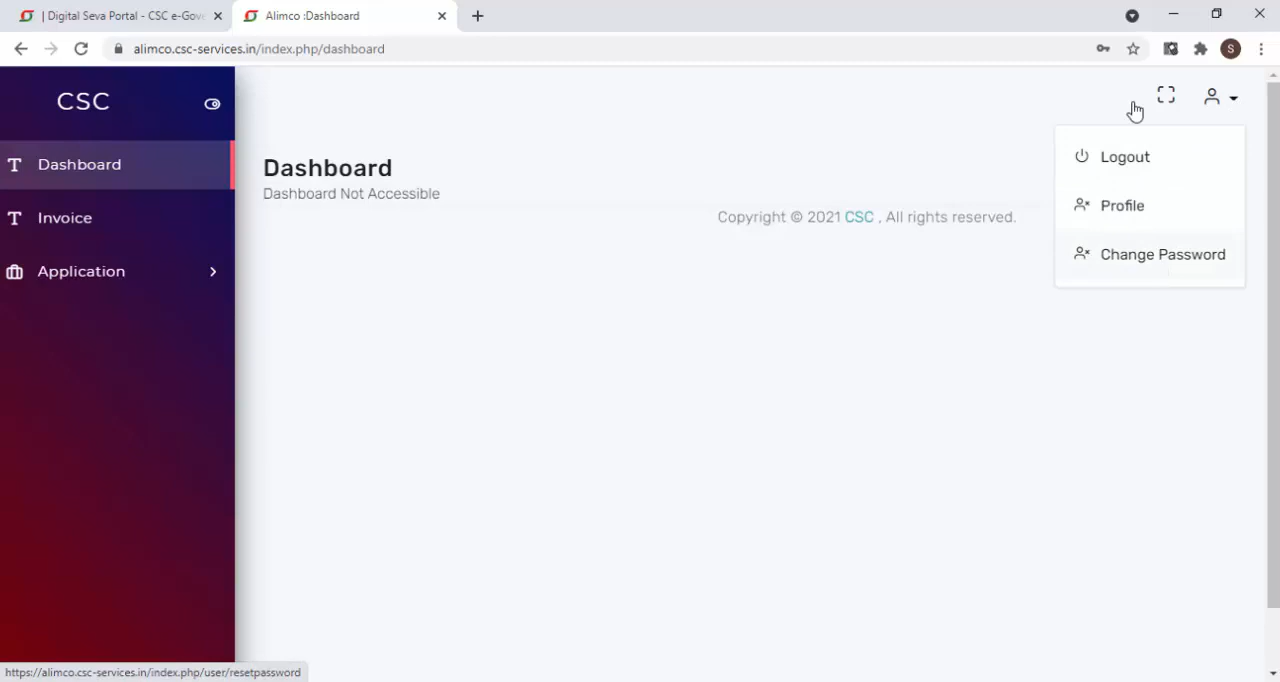 | Digital Seva Portal - CSC e-Gove
Alimco :Dashboard
alimco.csc-services.in/index.php/dashboard
S
CSC
Dashboard
Invoice
Application
Dashboard
Dashboard Not Accessible
Copyright © 2021 CSC , All rights reserved.
Logout
Profile
Change Password
https://alimco.csc-services.in/index.php/user/resetpassword